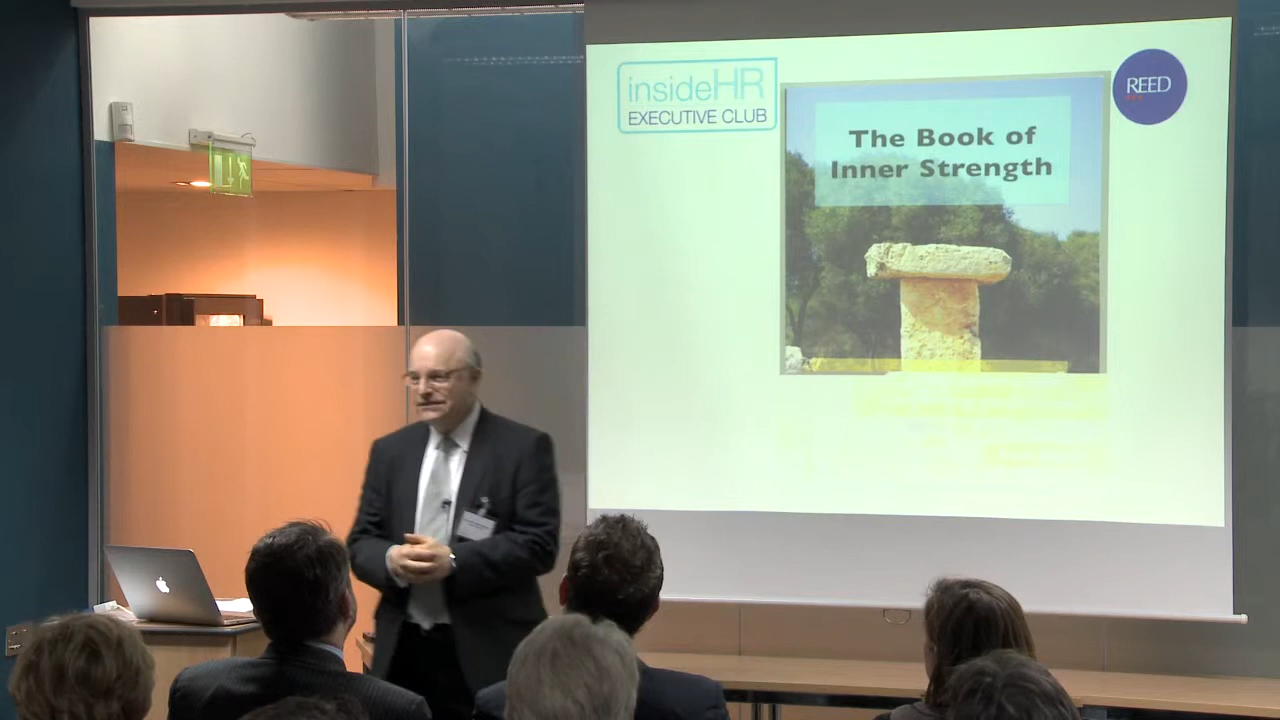 insideHR
EXECUTIVE CLUB
REED
The Book of
Inner Strength